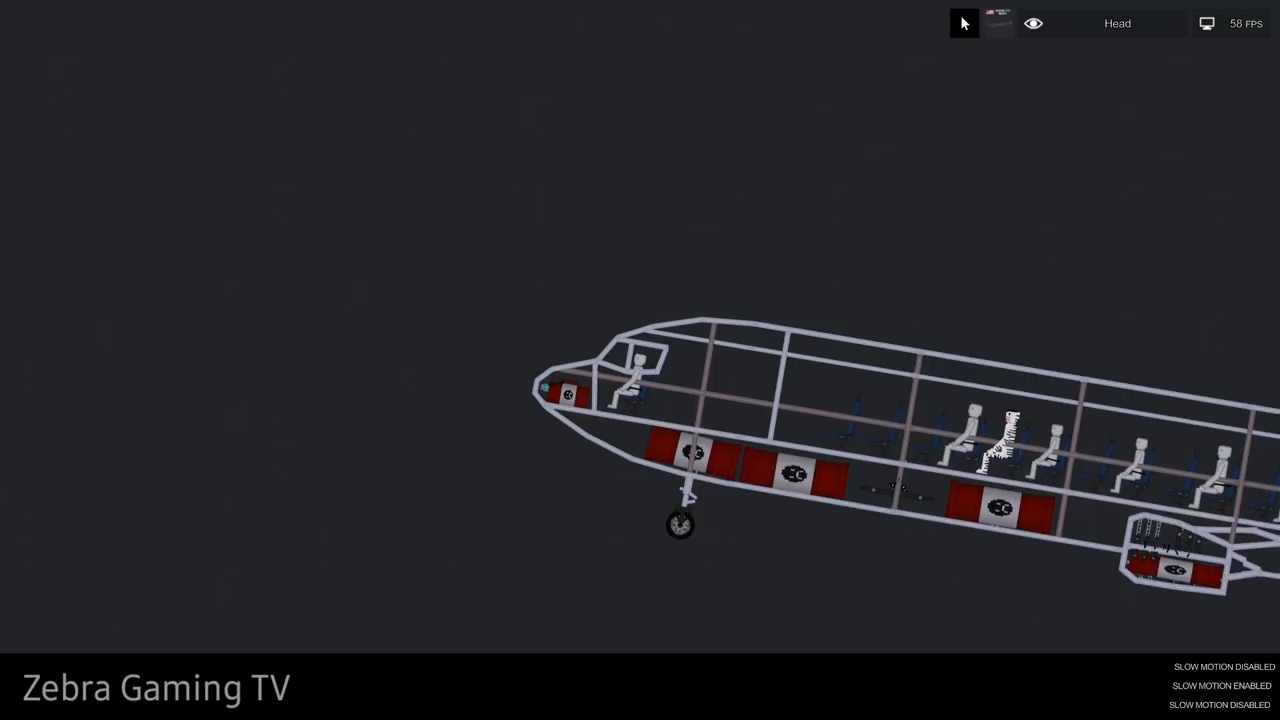 Head
58 FPS
Zebra Gaming TV
SLOW MOTION DISABLED
SLOW MOTION ENABLED
SLOW MOTION DISABLED